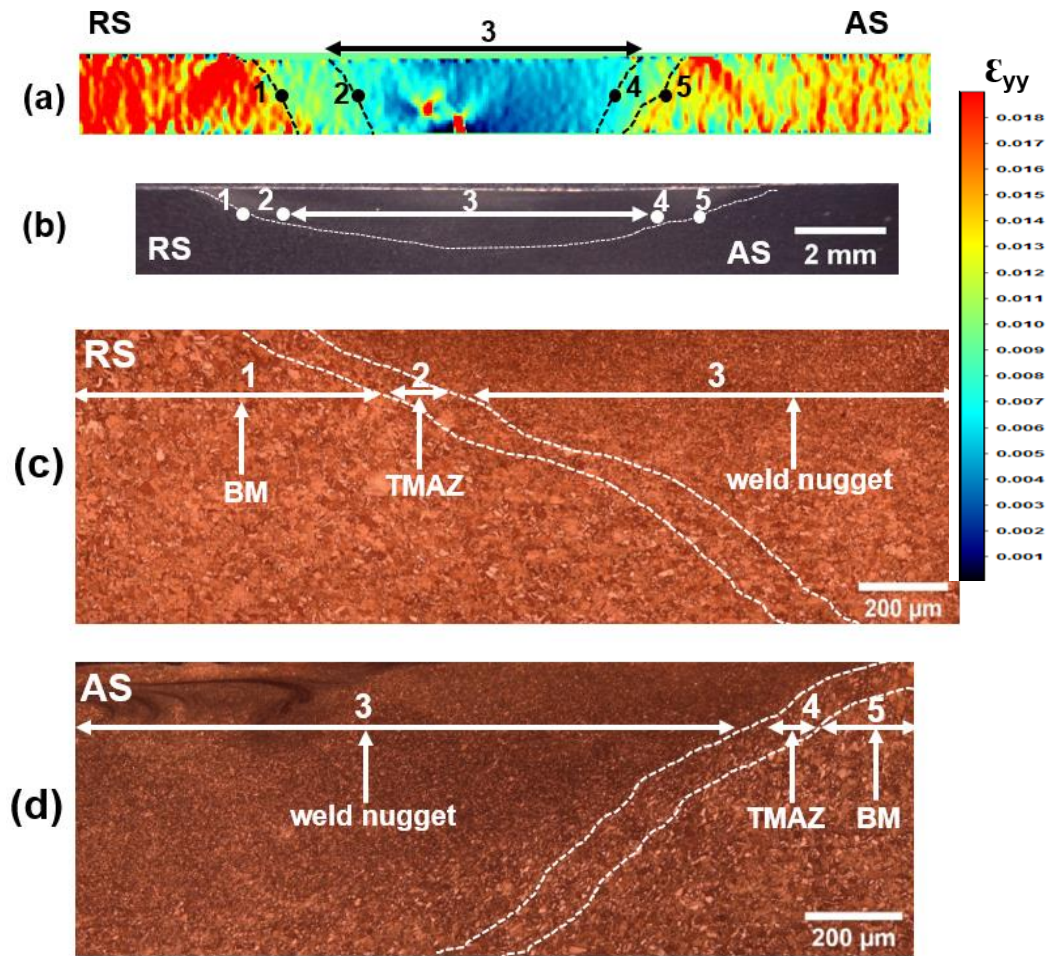 RS
3
AS
(a)
1
2
4
5
εyy
0.018
0.017
0.016
0.015
0.014
0.013
0.012
0.011
0.010
0.009
0.008
0.007
0.006
0.005
0.004
0.003
0.002
0.001
(b)
1
2
3
4
5
RS
AS
2 mm
(c)
RS
1
2
3
BM
TMAZ
weld nugget
200 µm
(d)
AS
3
4
5
weld nugget
TMAZ
BM
200 µm